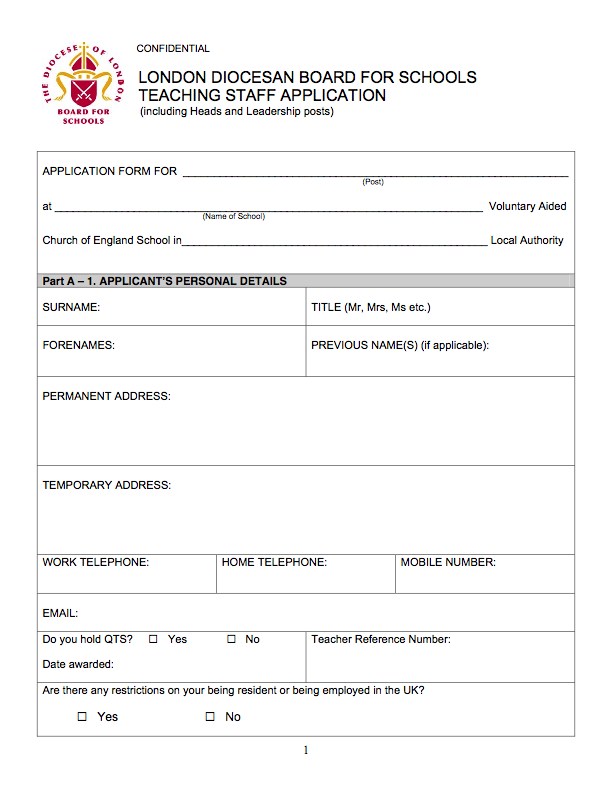 THE DIOCESE OF LONDON
BOARD FOR
SCHOOLS
CONFIDENTIAL
LONDON DIOCESAN BOARD FOR SCHOOLS
TEACHING STAFF APPLICATION
(including Heads and Leadership posts)
APPLICATION FORM FOR ________________________________________________________________
(Post)
at ________________________________________________________________ Voluntary Aided
(Name of School)
Church of England School in__________________________________________________ Local Authority
Part A – 1. APPLICANT'S PERSONAL DETAILS
SURNAME: TITLE (Mr, Mrs, Ms etc.)
FORENAMES: PREVIOUS NAME(S) (if applicable):
PERMANENT ADDRESS:
TEMPORARY ADDRESS:
WORK TELEPHONE: HOME TELEPHONE: MOBILE NUMBER:
EMAIL:
Do you hold QTS? ☐ Yes ☐ No Teacher Reference Number:
Date awarded:
Are there any restrictions on your being resident or being employed in the UK?
☐ Yes ☐ No
1